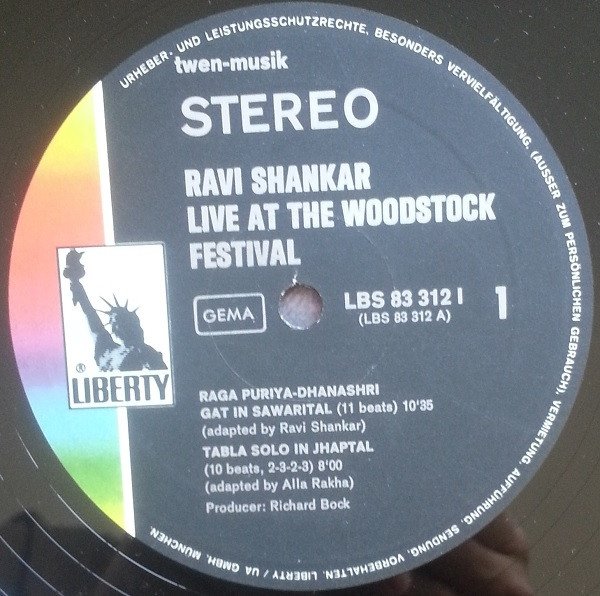 URHEBER- UND LEISTUNGSSCHUTZRECHTE, BESONDERS VERVIELFÄLTIGUNG, (AUSSER ZUM PERSÖNLICHEN GEBRAUCH), VERMIETUNG, AUFFÜHRUNG, SENDUNG, VORBEHALTEN. LIBERTY / UA GMBH, MÜNCHEN.
twen-musik
STEREO
RAVI SHANKAR
LIVE AT THE WOODSTOCK
FESTIVAL
GEMA
LBS 83 312 I
(LBS 83 312 A)
1
® LIBERTY
RAGA PURIYA-DHANASHRI
GAT IN SAWARITAL (11 beats) 10'35
(adapted by Ravi Shankar)
TABLA SOLO IN JHAPTAL
(10 beats, 2-3-2-3) 8'00
(adapted by Alla Rakha)
Producer: Richard Bock